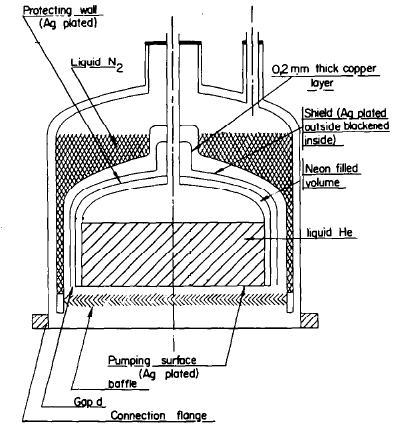 Protecting wall
(Ag plated)
Liquid N2
0,2 mm thick copper
layer
Shield (Ag plated
outside blackened
inside)
Neon filled
volume
liquid He
Pumping surface
(Ag plated)
baffle
Gap d
Connection flange